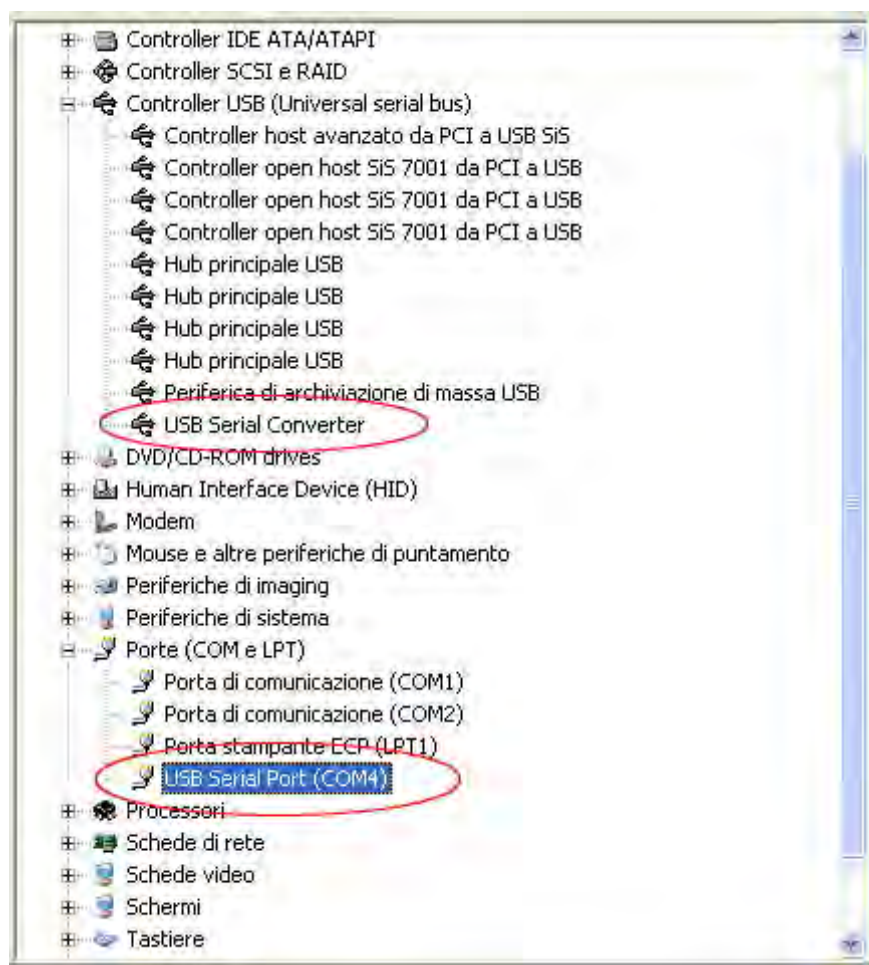 Controller IDE ATA/ATAPI
Controller SCSI e RAID
Controller USB (Universal serial bus)
Controller host avanzato da PCI a USB SiS
Controller open host SiS 7001 da PCI a USB
Controller open host SiS 7001 da PCI a USB
Controller open host SiS 7001 da PCI a USB
Hub principale USB
Hub principale USB
Hub principale USB
Hub principale USB
Periferica di archiviazione di massa USB
USB Serial Converter
DVD/CD-ROM drives
Human Interface Device (HID)
Modem
Mouse e altre periferiche di puntamento
Periferiche di imaging
Periferiche di sistema
Porte (COM e LPT)
Porta di comunicazione (COM1)
Porta di comunicazione (COM2)
Porta stampante ECP (LPT1)
USB Serial Port (COM4)
Processori
Schede di rete
Schede video
Schermi
Tastiere